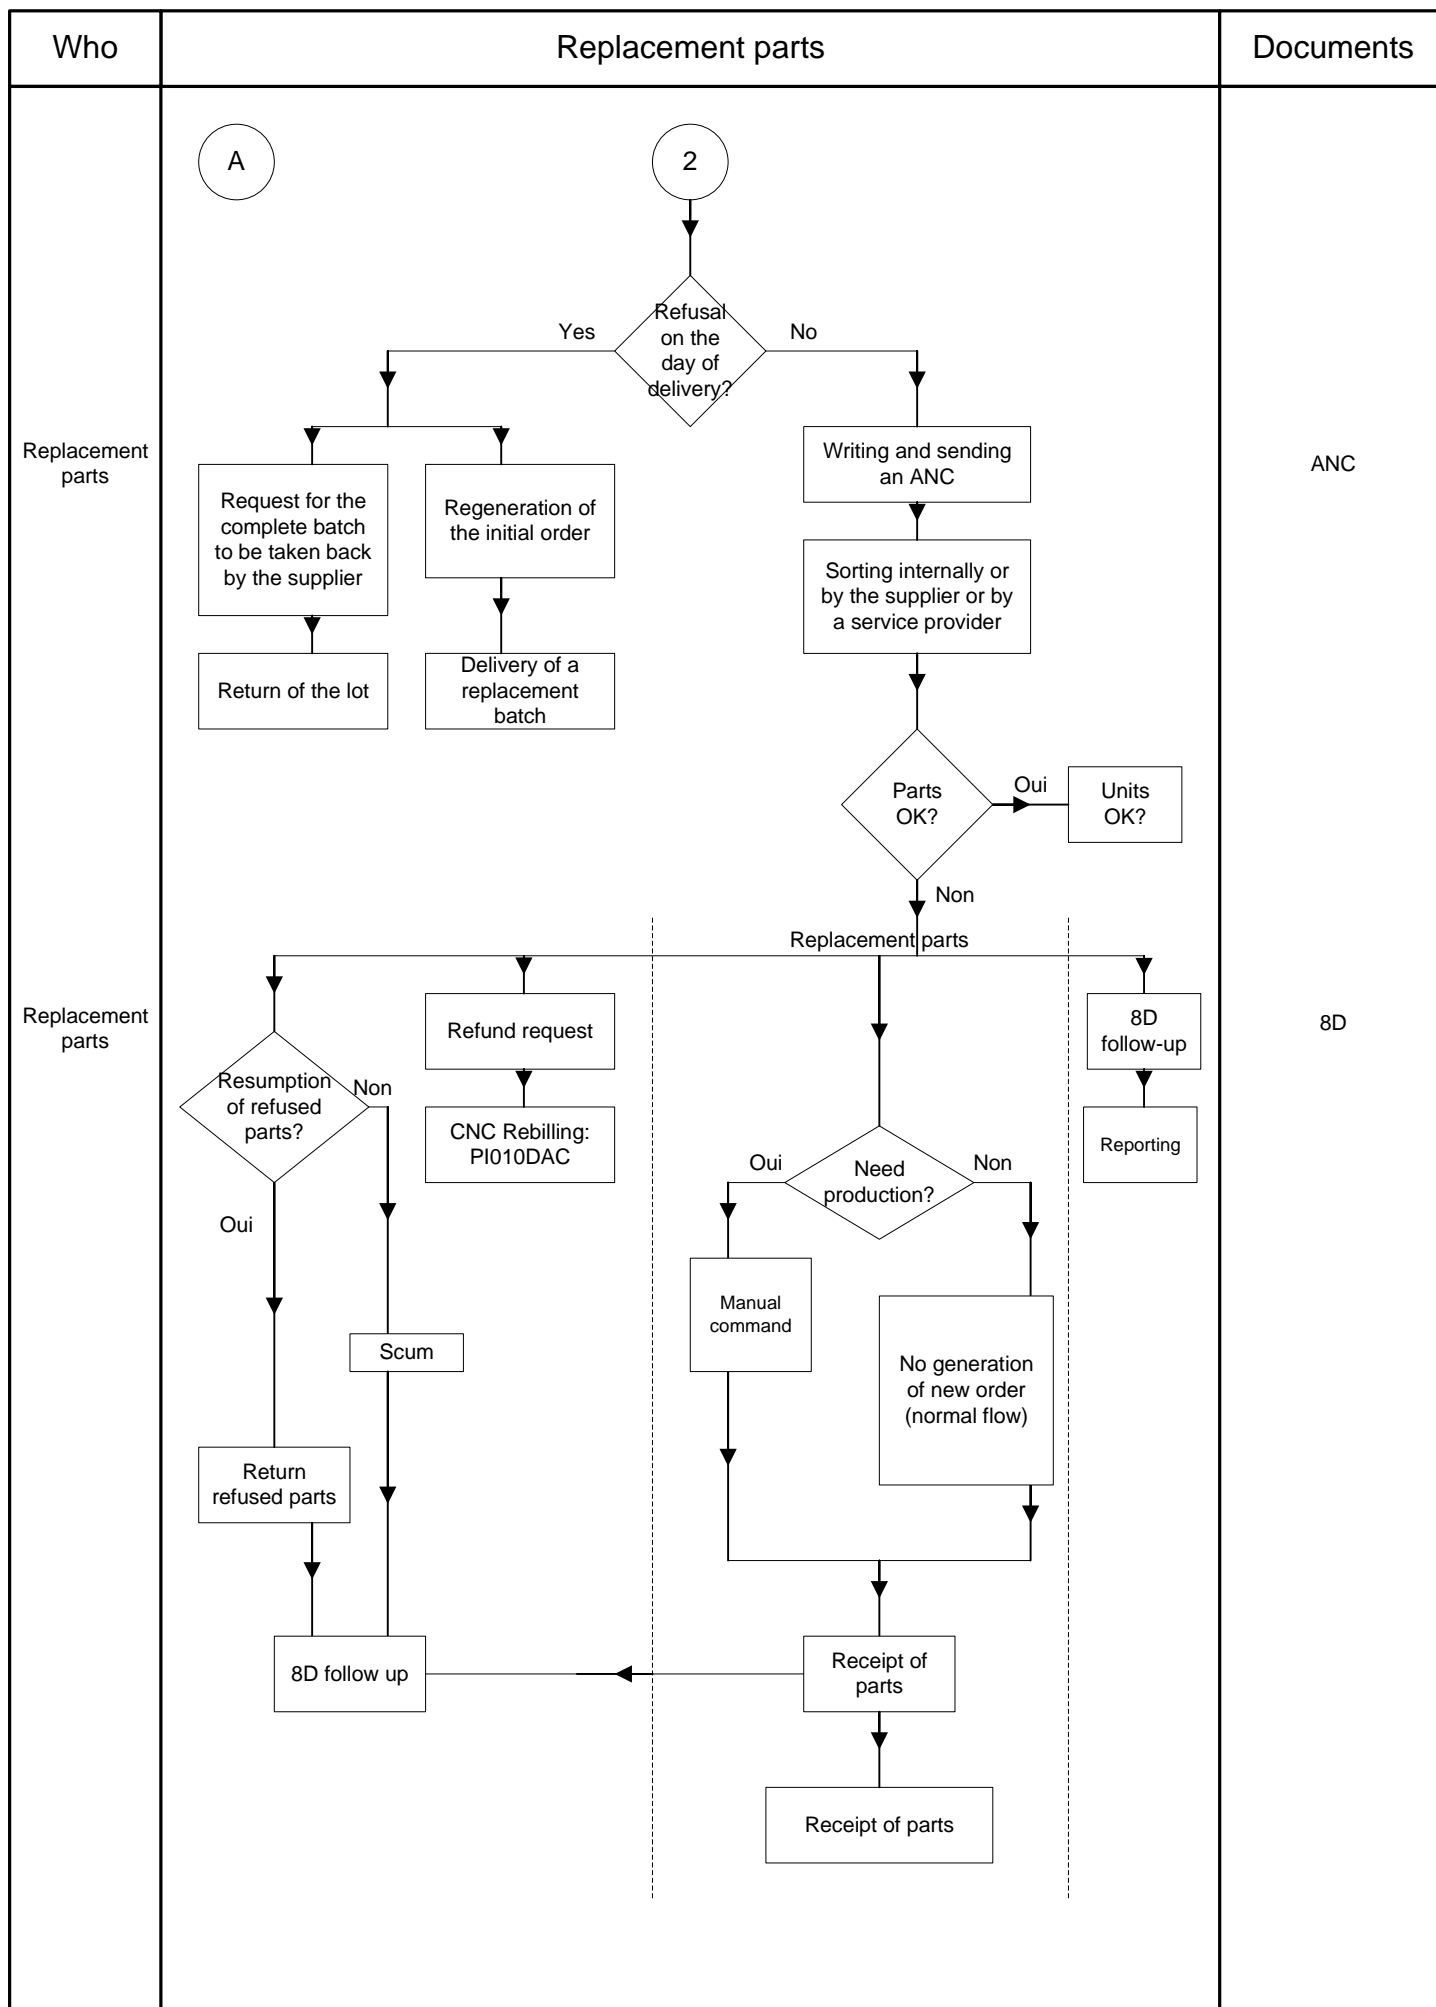 Who
Replacement parts
Documents
A
2
Refusal
on the
day of
delivery?
Yes
No
Replacement
parts
Request for the
complete batch
to be taken back
by the supplier
Regeneration of
the initial order
Writing and sending
an ANC
ANC
Sorting internally or
by the supplier or by
a service provider
Return of the lot
Delivery of a
replacement
batch
Parts
OK?
Oui
Units
OK?
Non
Replacement parts
Replacement
parts
Refund request
8D
follow-up
8D
Resumption
of refused
parts?
Non
CNC Rebilling:
PI010DAC
Oui
Need
production?
Non
Reporting
Oui
Manual
command
Scum
No generation
of new order
(normal flow)
Return
refused parts
8D follow up
Receipt of
parts
Receipt of parts